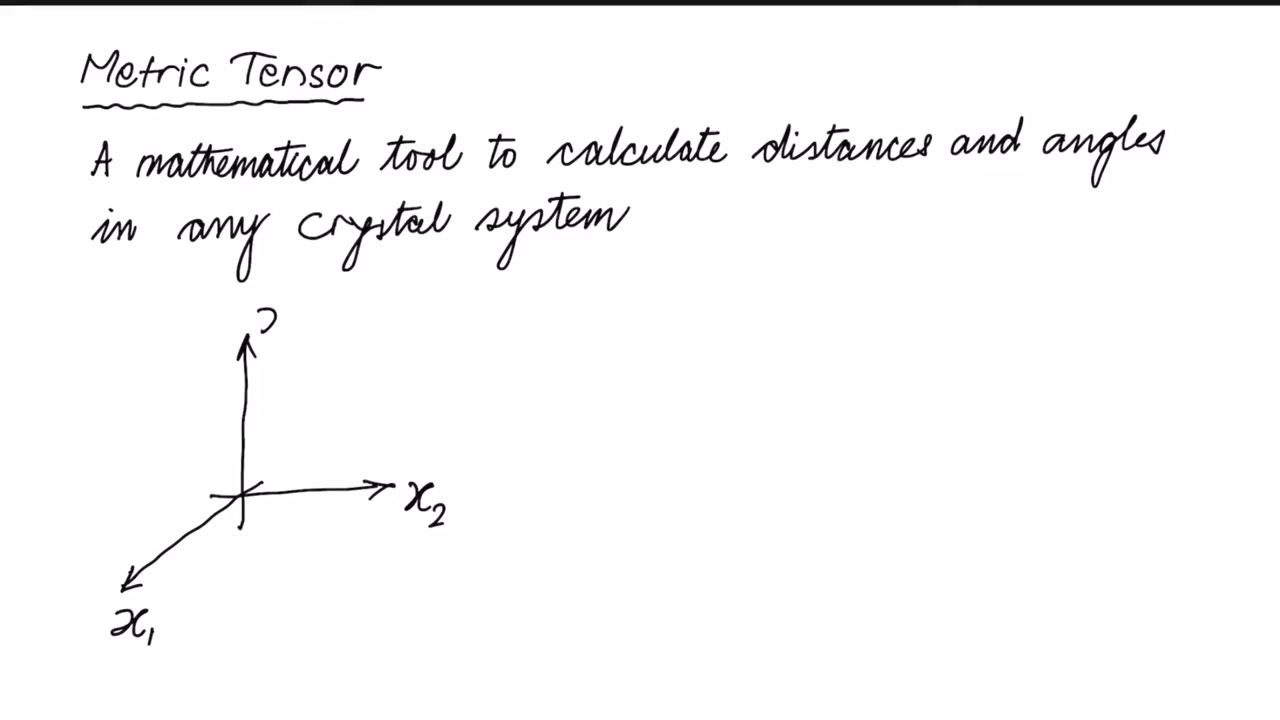 Metric Tensor
A mathematical tool to calculate distances and angles
in any crystal system
x₂
x₁